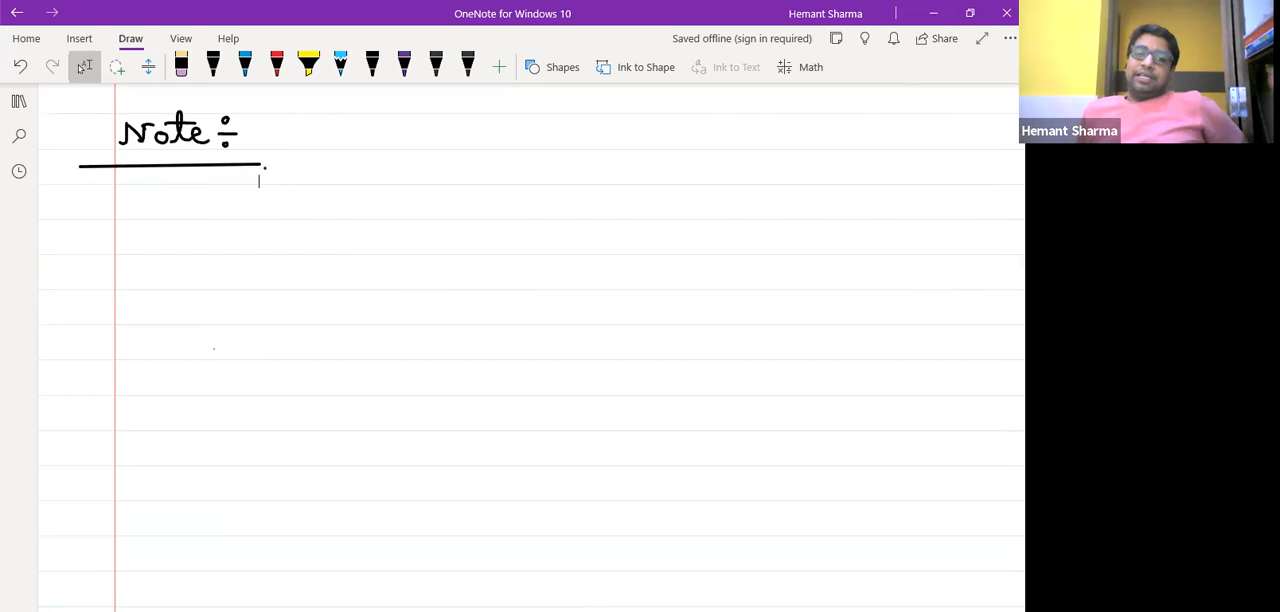 OneNote for Windows 10
Hemant Sharma
Home Insert Draw View Help
Saved offline (sign in required)
Share
Shapes
Ink to Shape
Ink to Text
Math
Hemant Sharma
Note ÷